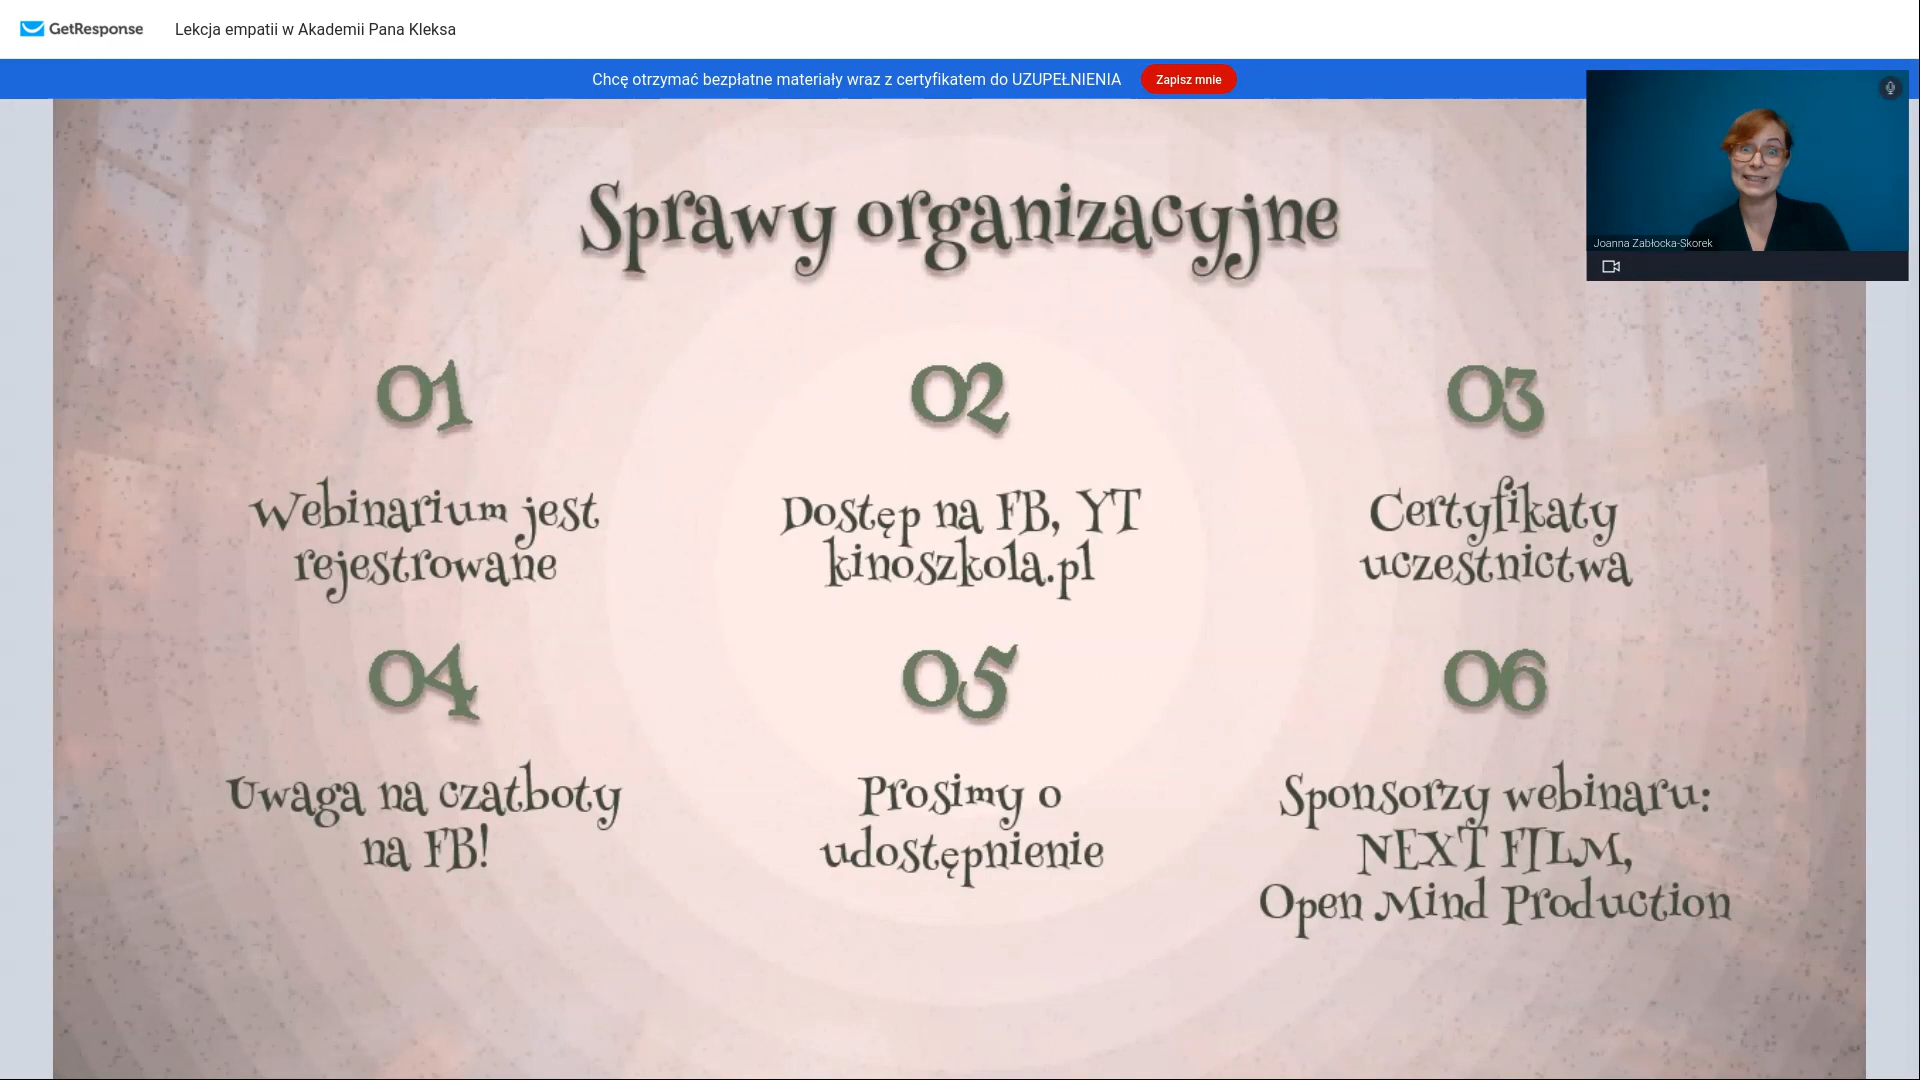 GetResponse
Lekcja empatii w Akademii Pana Kleksa
Chcę otrzymać bezpłatne materiały wraz z certyfikatem do UZUPEŁNIENIA
Zapisz mnie
Joanna Zabłocka-Skorek
Sprawy organizacyjne
01
Webinarium jest
rejestrowane
02
Dostęp na FB, YT
kinoszkola.pl
03
Certyfikaty
uczestnictwa
04
Uwaga na czatboty
na FB!
05
Prosimy o
udostępnienie
06
Sponsorzy webinaru:
NEXT FILM,
Open Mind Production